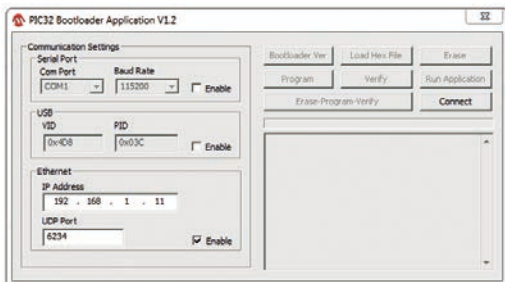 PIC32 Bootloader Application V1.2
Communication Settings
Serial Port
Com Port Baud Rate
COM1 115200 Enable
USB
VID PID
0x4D8 0x03C Enable
Ethernet
IP Address
192 . 168 . 1 . 11
UDP Port
6234 Enable
Bootloader Ver Load Hex File Erase
Program Verify Run Application
Erase-Program-Verify Connect